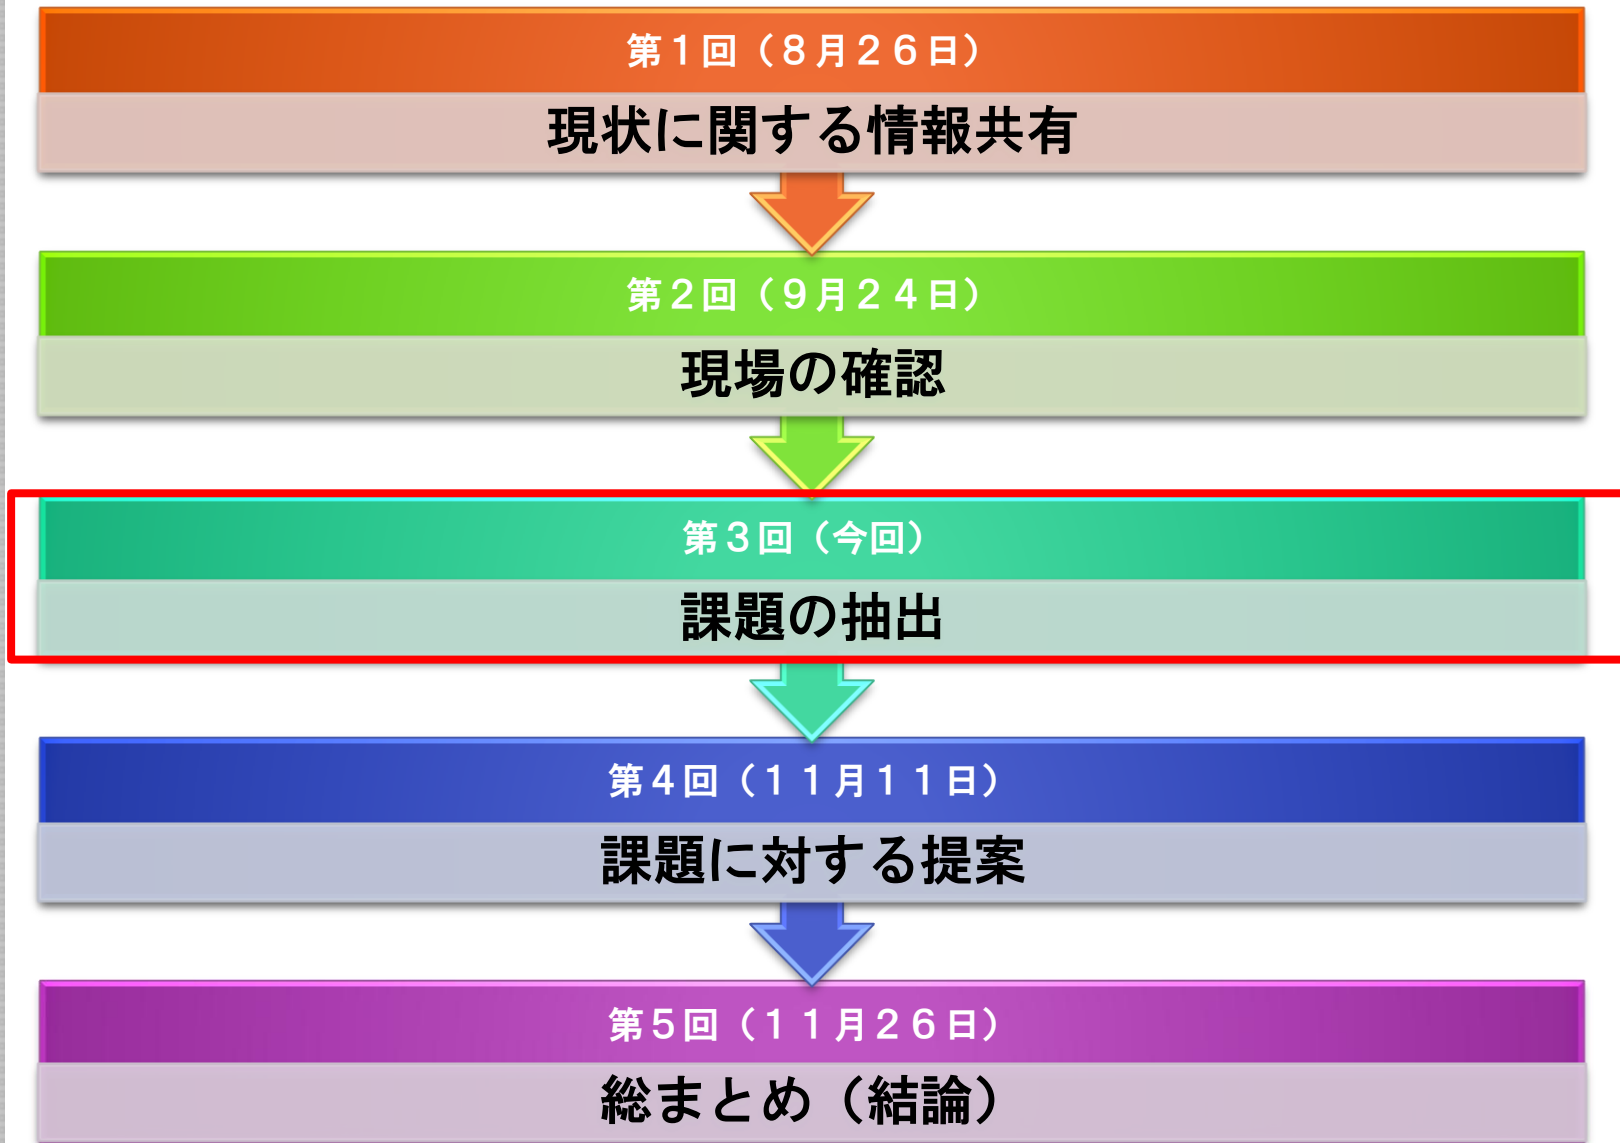 第１回（８月２６日）
現状に関する情報共有
第２回（９月２４日）
現場の確認
第３回（今回）
課題の抽出
第４回（１１月１１日）
課題に対する提案
第５回（１１月２６日）
総まとめ（結論）